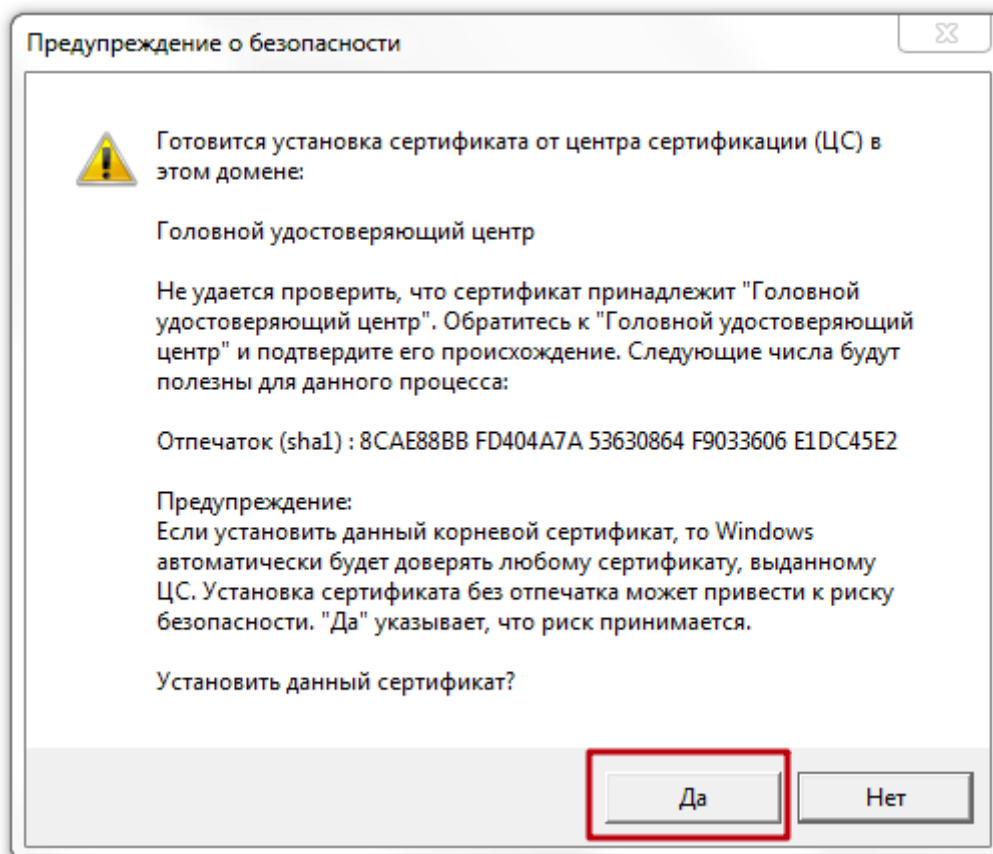 Предупреждение о безопасности
Готовится установка сертификата от центра сертификации (ЦС) в
этом домене:
Головной удостоверяющий центр
Не удается проверить, что сертификат принадлежит "Головной
удостоверяющий центр". Обратитесь к "Головной удостоверяющий
центр" и подтвердите его происхождение. Следующие числа будут
полезны для данного процесса:
Отпечаток (sha1) : 8CAE88BB FD404A7A 53630864 F9033606 E1DC45E2
Предупреждение:
Если установить данный корневой сертификат, то Windows
автоматически будет доверять любому сертификату, выданному
ЦС. Установка сертификата без отпечатка может привести к риску
безопасности. "Да" указывает, что риск принимается.
Установить данный сертификат?
Да
Нет